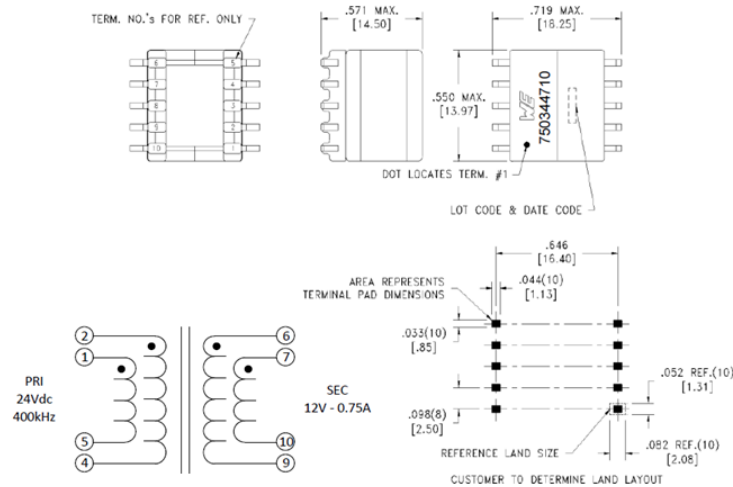 TERM. NO.'s FOR REF. ONLY
.571 MAX.
[14.50]
.719 MAX.
[18.25]
6 5
7 4
8 3
9 2
10 1
.550 MAX.
[13.97]
WE
750344710
DOT LOCATES TERM. #1
LOT CODE & DATE CODE
.646
[16.40]
AREA REPRESENTS
TERMINAL PAD DIMENSIONS
.044(10)
[1.13]
.033(10)
[.85]
.052 REF.(10)
[1.31]
.098(8)
[2.50]
.082 REF.(10)
[2.08]
REFERENCE LAND SIZE
CUSTOMER TO DETERMINE LAND LAYOUT
2
1
5
4
PRI
24Vdc
400kHz
6
7
10
9
SEC
12V - 0.75A